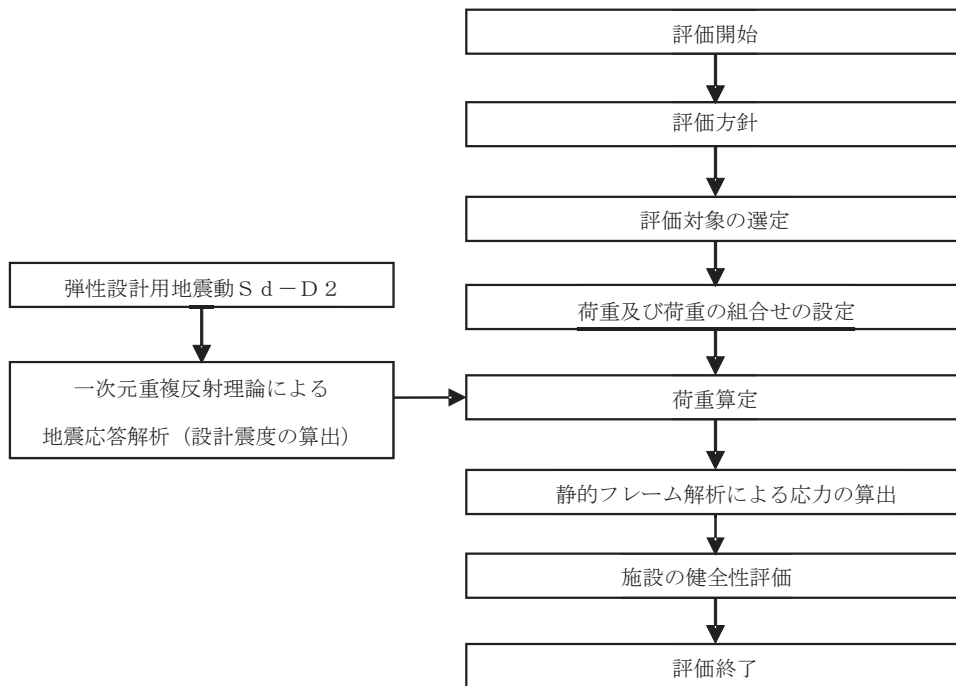 評価開始
評価方針
評価対象の選定
弾性設計用地震動Ｓｄ－Ｄ２
荷重及び荷重の組合せの設定
一次元重複反射理論による
地震応答解析（設計震度の算出）
荷重算定
静的フレーム解析による応力の算出
施設の健全性評価
評価終了